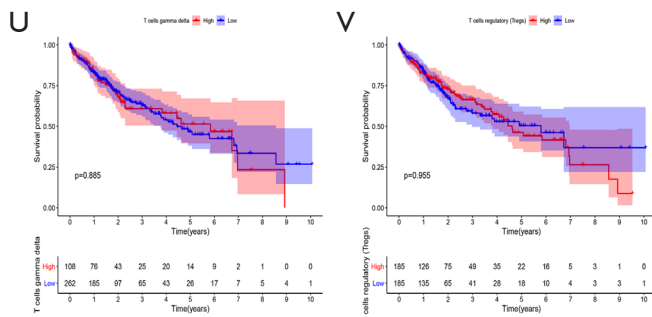 U
T cells gamma delta High Low
1.00
0.75
0.50
0.25
0.00
Survival probability
p=0.885
0 1 2 3 4 5 6 7 8 9 10
Time(years)
T cells gamma delta
High 108 76 43 25 20 14 9 2 1 0 0
Low 262 185 97 65 43 26 17 7 5 4 1
0 1 2 3 4 5 6 7 8 9 10
Time(years)
V
T cells regulatory (Tregs) High Low
1.00
0.75
0.50
0.25
0.00
Survival probability
p=0.955
0 1 2 3 4 5 6 7 8 9 10
Time(years)
cells regulatory (Tregs)
High 185 126 75 49 35 22 16 5 3 1 0
Low 185 135 65 41 28 18 10 4 3 3 1
0 1 2 3 4 5 6 7 8 9 10
Time(years)